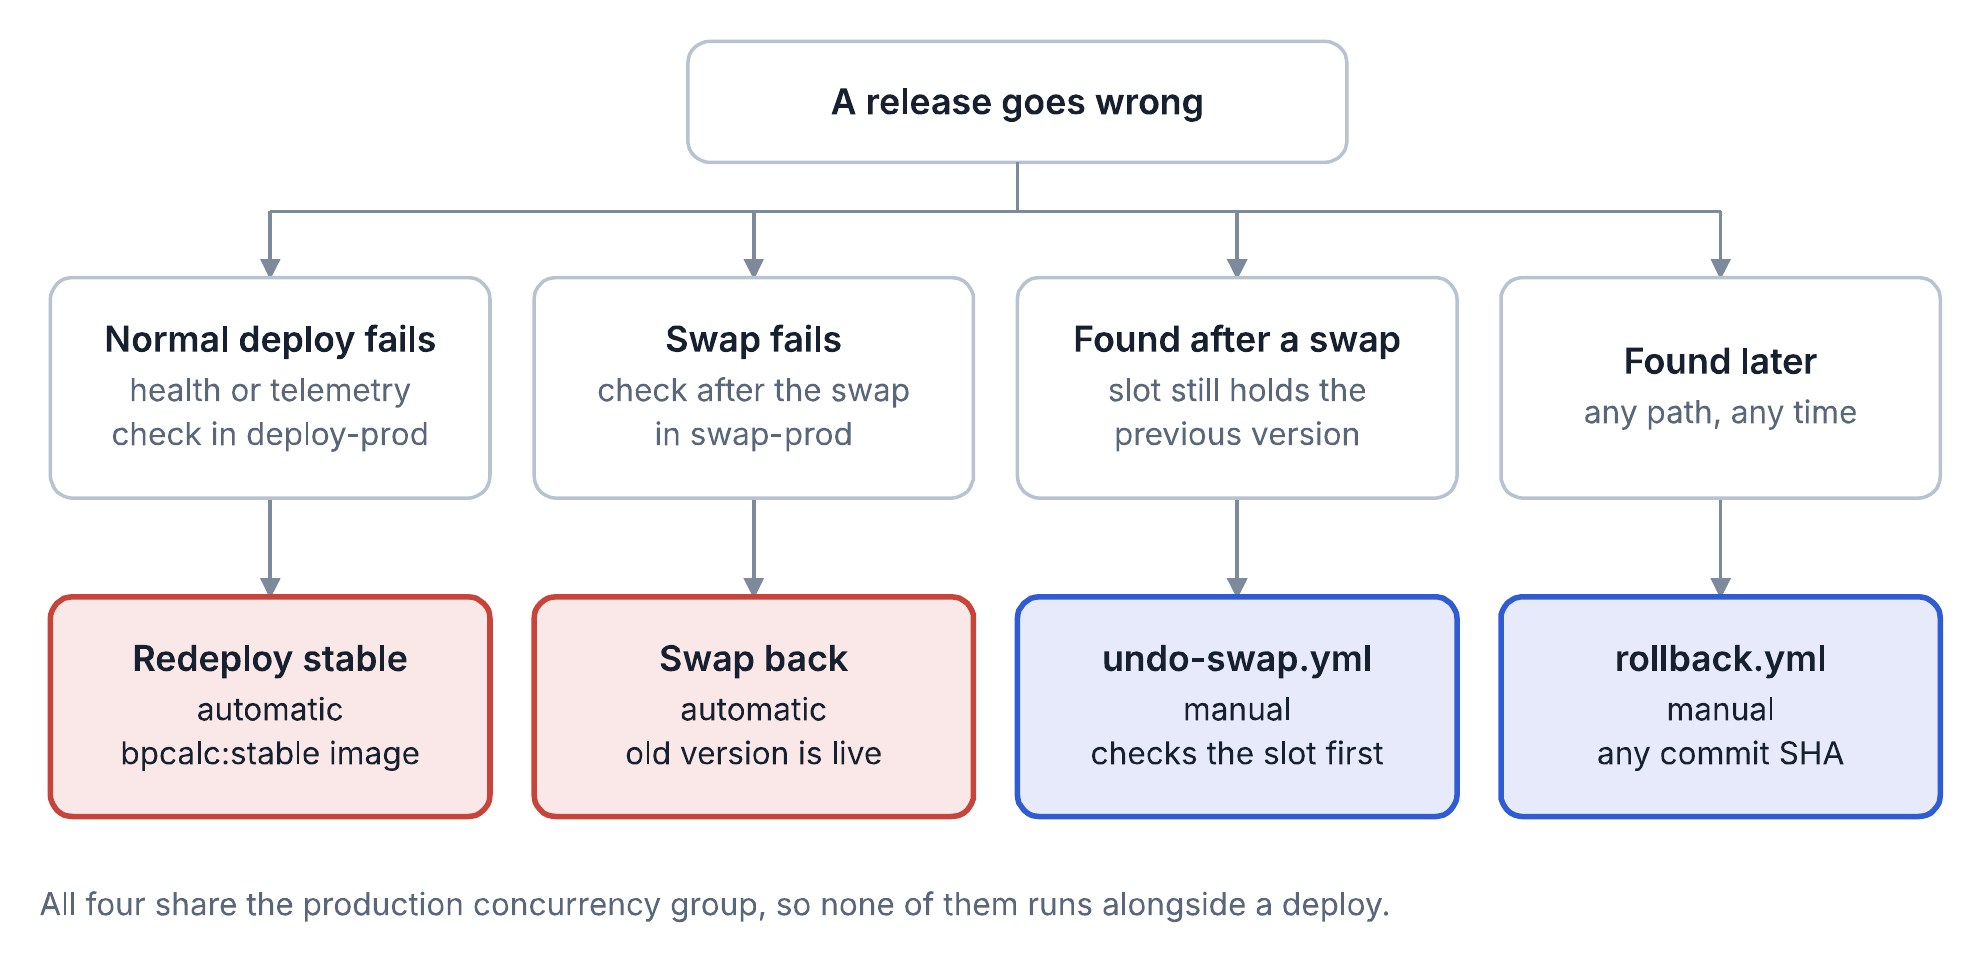 A release goes wrong
Normal deploy fails
health or telemetry
check in deploy-prod
Swap fails
check after the swap
in swap-prod
Found after a swap
slot still holds the
previous version
Found later
any path, any time
Redeploy stable
automatic
bpcalc:stable image
Swap back
automatic
old version is live
undo-swap.yml
manual
checks the slot first
rollback.yml
manual
any commit SHA
All four share the production concurrency group, so none of them runs alongside a deploy.